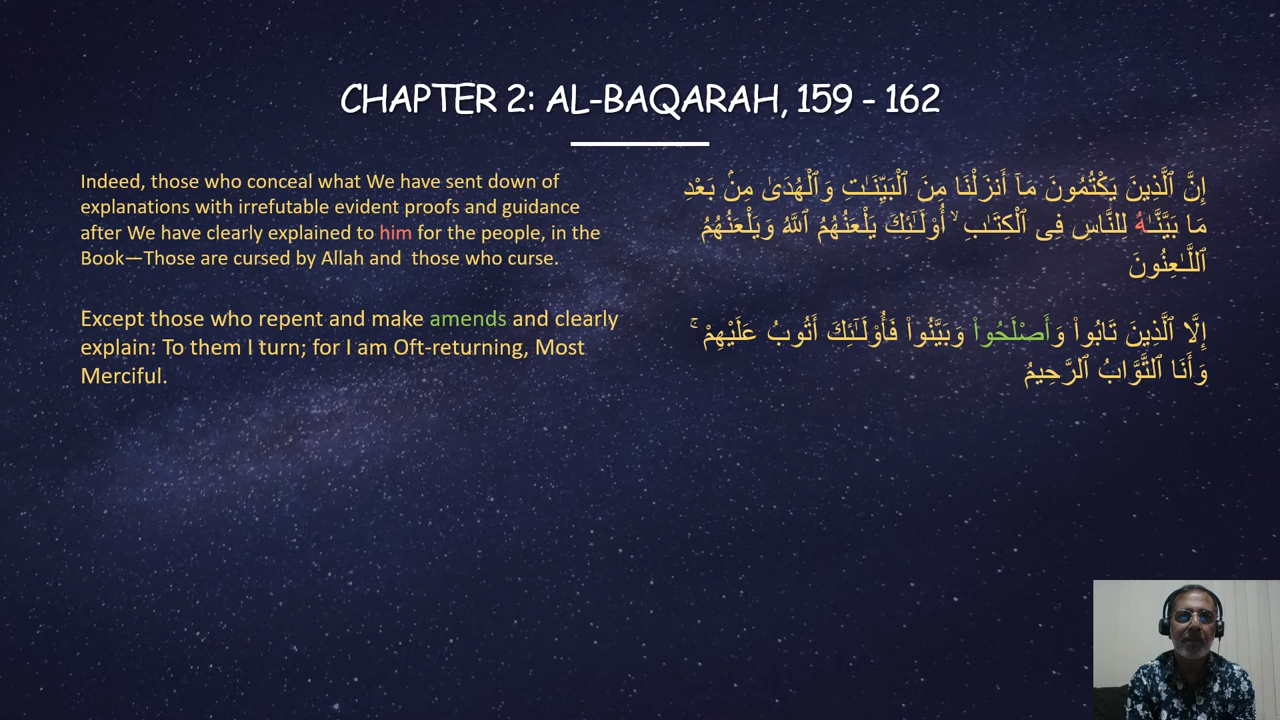 CHAPTER 2: AL-BAQARAH, 159 - 162
Indeed, those who conceal what We have sent down of
explanations with irrefutable evident proofs and guidance
after We have clearly explained to him for the people, in the
Book—Those are cursed by Allah and  those who curse.
Except those who repent and make amends and clearly
explain: To them I turn; for I am Oft-returning, Most
Merciful.
إِنَّ ٱلَّذِينَ يَكْتُمُونَ مَآ أَنزَلْنَا مِنَ ٱلْبَيِّنَـٰتِ وَٱلْهُدَىٰ مِنۢ بَعْدِ
مَا بَيَّنَّـٰهُ لِلنَّاسِ فِى ٱلْكِتَـٰبِ ۙ أُو۟لَـٰٓئِكَ يَلْعَنُهُمُ ٱللَّهُ وَيَلْعَنُهُمُ
ٱللَّـٰعِنُونَ
إِلَّا ٱلَّذِينَ تَابُوا۟ وَأَصْلَحُوا۟ وَبَيَّنُوا۟ فَأُو۟لَـٰٓئِكَ أَتُوبُ عَلَيْهِمْ ۚ
وَأَنَا ٱلتَّوَّابُ ٱلرَّحِيمُ